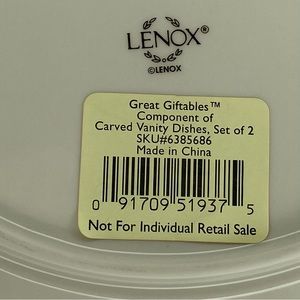 LENOX®
©LENOX
Great Giftables™
Component of
Carved Vanity Dishes, Set of 2
SKU#6385686
Made in China
0 91709 51937 5
Not For Individual Retail Sale